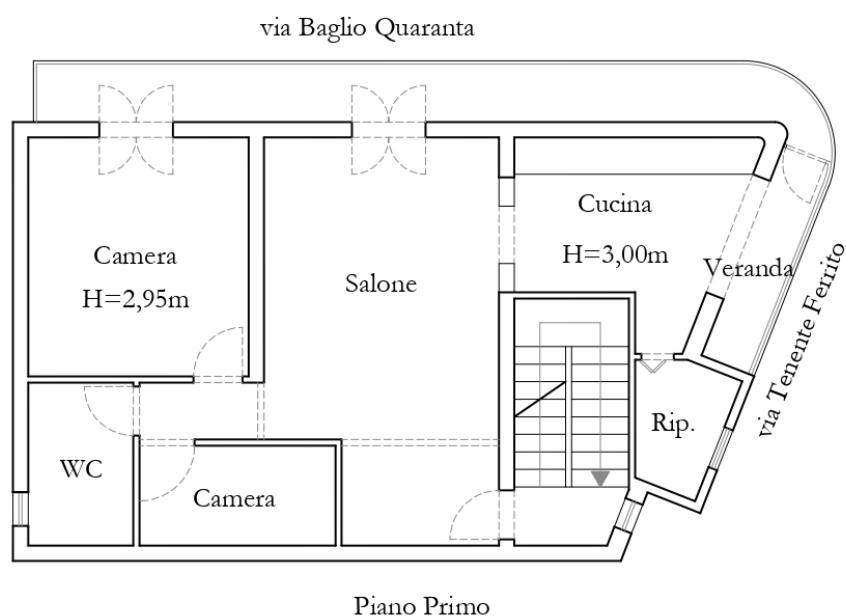 via Baglio Quaranta
Camera
H=2,95m
Salone
Cucina
H=3,00m
Veranda
via Tenente Ferrito
Rip.
WC
Camera
Piano Primo